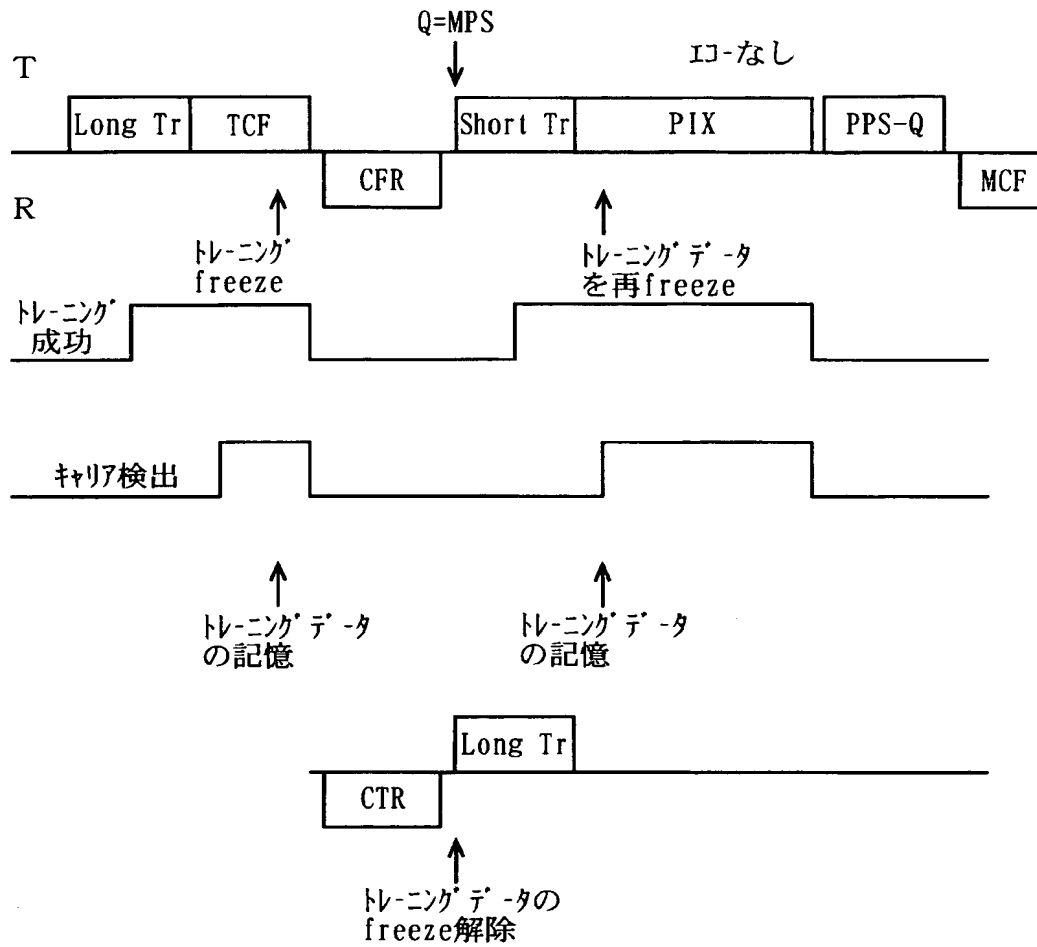 Q=MPS
T
ｴｺｰなし
Long Tr
TCF
Short Tr
PIX
PPS-Q
CFR
MCF
R
ﾄﾚｰﾆﾝｸﾞ
freeze
ﾄﾚｰﾆﾝｸﾞﾃﾞｰﾀ
を再freeze
ﾄﾚｰﾆﾝｸﾞ
成功
ｷｬﾘｱ検出
ﾄﾚｰﾆﾝｸﾞﾃﾞｰﾀ
の記憶
ﾄﾚｰﾆﾝｸﾞﾃﾞｰﾀ
の記憶
Long Tr
CTR
ﾄﾚｰﾆﾝｸﾞﾃﾞｰﾀの
freeze解除